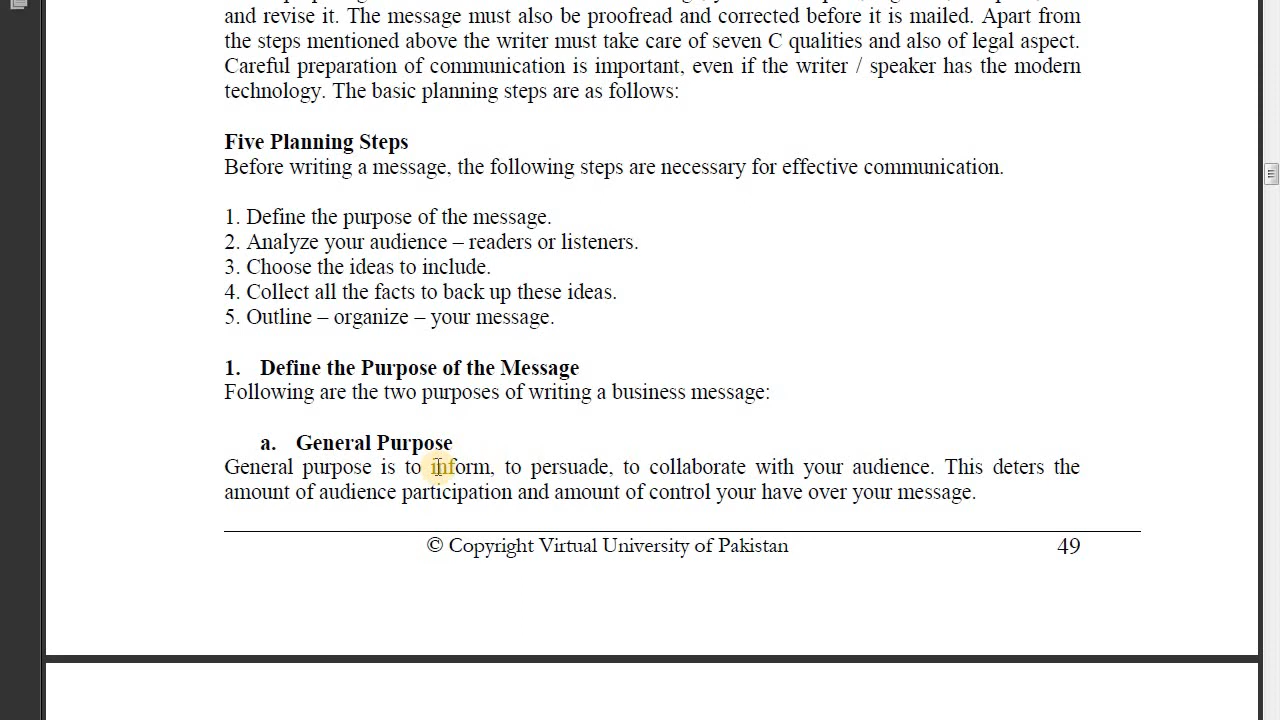 and revise it. The message must also be proofread and corrected before it is mailed. Apart from
the steps mentioned above the writer must take care of seven C qualities and also of legal aspect.
Careful preparation of communication is important, even if the writer / speaker has the modern
technology. The basic planning steps are as follows:
Five Planning Steps
Before writing a message, the following steps are necessary for effective communication.
1. Define the purpose of the message.
2. Analyze your audience – readers or listeners.
3. Choose the ideas to include.
4. Collect all the facts to back up these ideas.
5. Outline – organize – your message.
1. Define the Purpose of the Message
Following are the two purposes of writing a business message:
a. General Purpose
General purpose is to inform, to persuade, to collaborate with your audience. This deters the
amount of audience participation and amount of control your have over your message.
© Copyright Virtual University of Pakistan 49